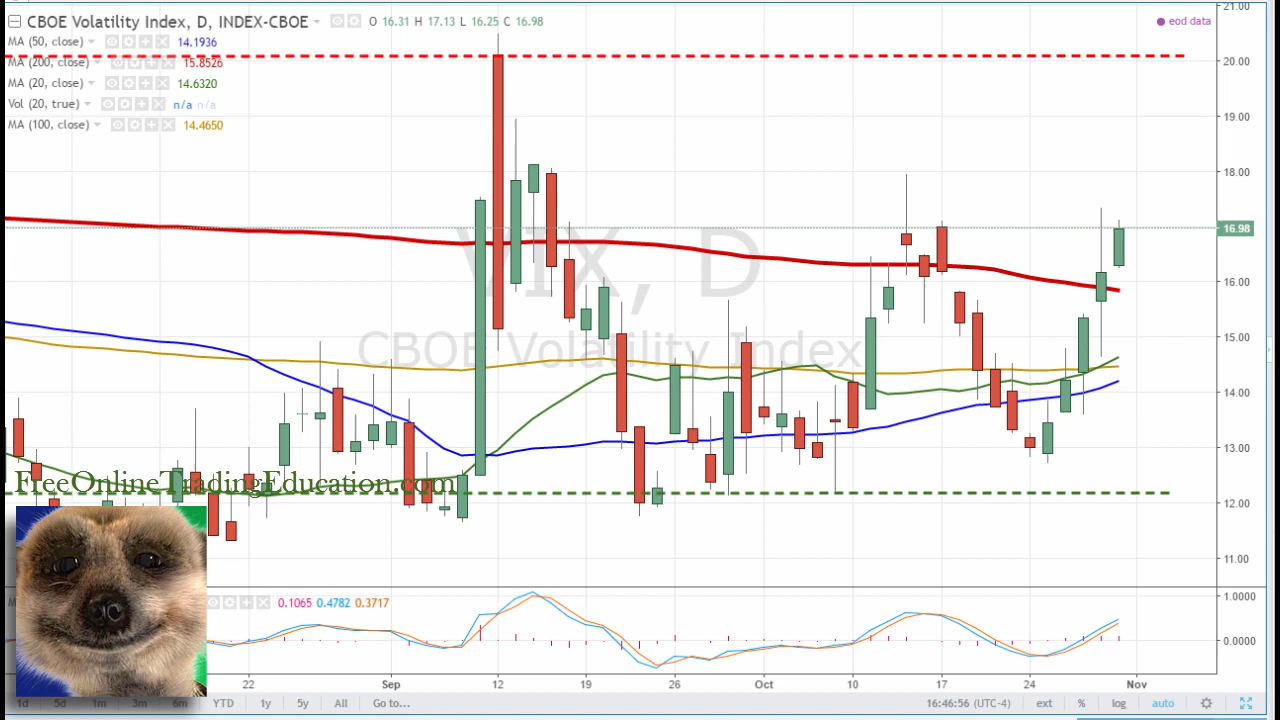 CBOE Volatility Index, D, INDEX-CBOE O 16.31 H 17.13 L 16.25 C 16.98
eod data
MA (50, close) 14.1936
MA (200, close) 15.8526
MA (20, close) 14.6320
Vol (20, true) n/a n/a
MA (100, close) 14.4650
21.00
20.00
19.00
18.00
16.98
16.00
15.00
14.00
13.00
12.00
11.00
VIX, D
CBOE Volatility Index
FreeOnlineTradingEducation.com
0.1065 0.4782 0.3717
1.0000
0.0000
22 Sep 12 19 26 Oct 10 17 24 Nov
1d 5d 1m 3m 6m YTD 1y 5y All Go to... 16:46:56 (UTC-4) ext % log auto